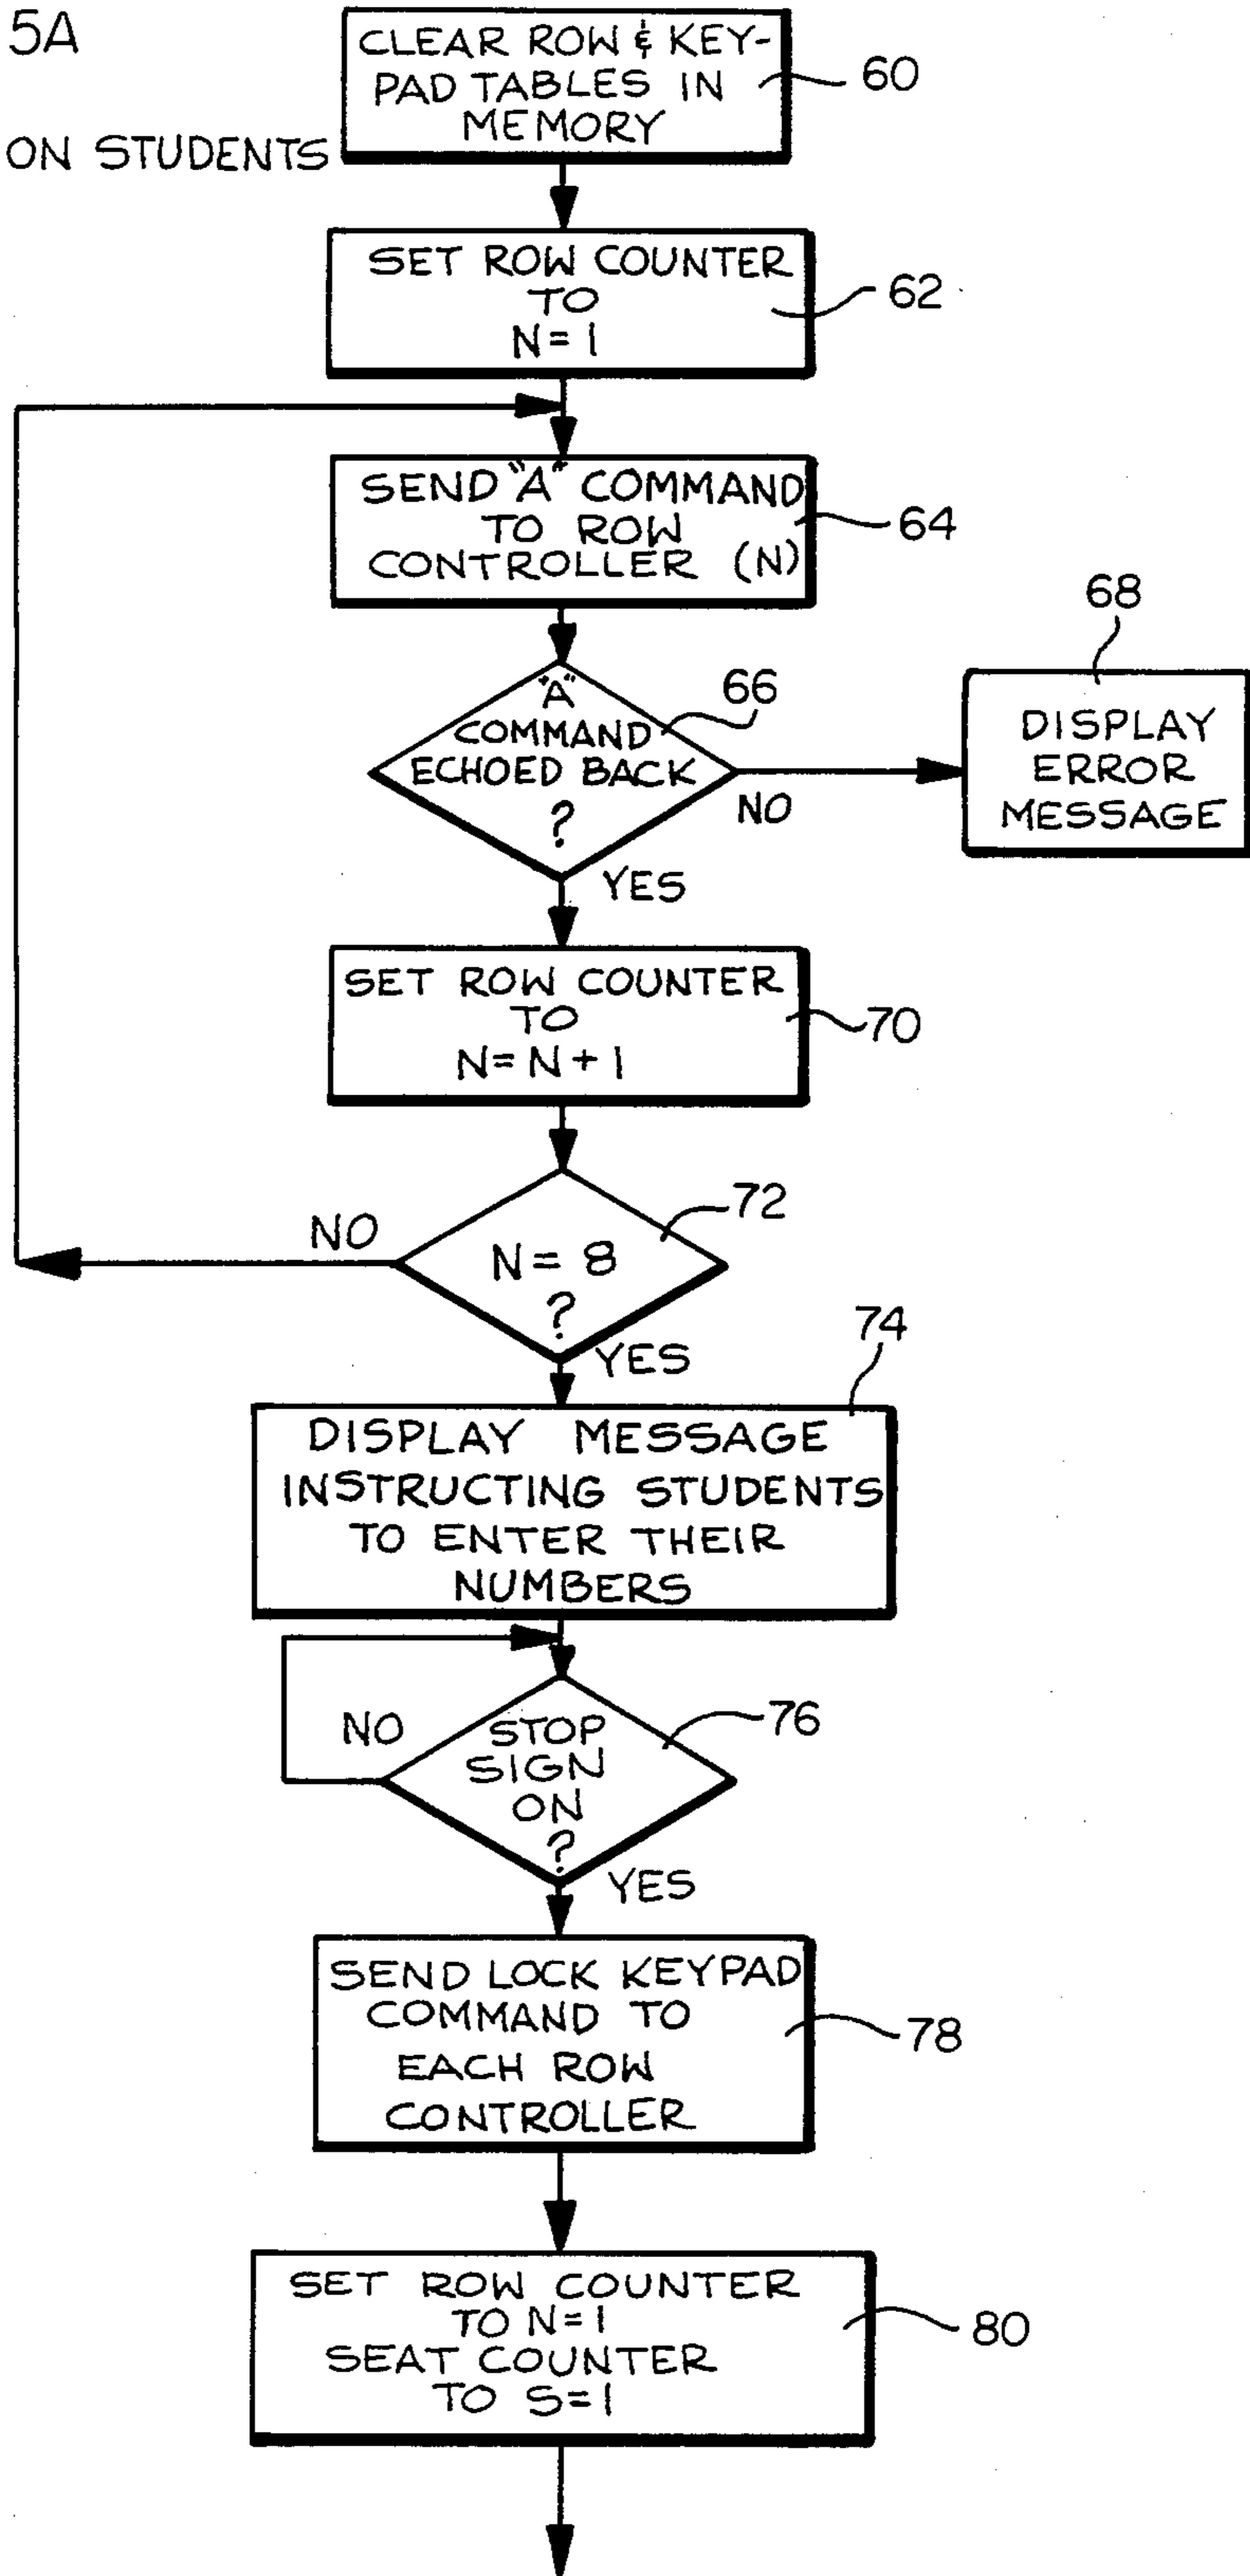 5A
ON STUDENTS
CLEAR ROW & KEY-
PAD TABLES IN
MEMORY
60
SET ROW COUNTER
TO
N=1
62
SEND "A" COMMAND
TO ROW
CONTROLLER (N)
64
"A"
COMMAND
ECHOED BACK
?
66
NO
68
DISPLAY
ERROR
MESSAGE
YES
SET ROW COUNTER
TO
N=N+1
70
N=8
?
72
NO
YES
74
DISPLAY MESSAGE
INSTRUCTING STUDENTS
TO ENTER THEIR
NUMBERS
STOP
SIGN
ON
?
76
NO
YES
SEND LOCK KEYPAD
COMMAND TO
EACH ROW
CONTROLLER
78
SET ROW COUNTER
TO N=1
SEAT COUNTER
TO S=1
80